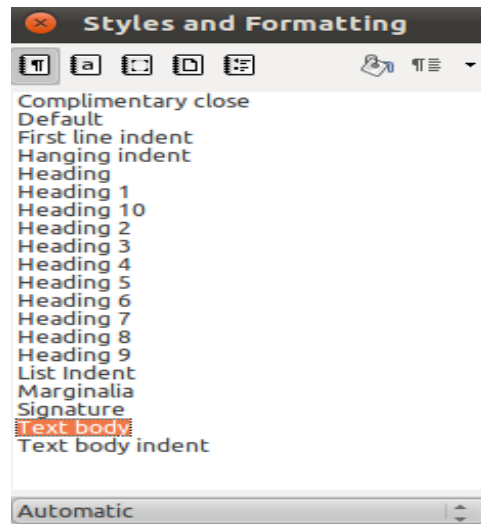 Styles and Formatting
Complimentary close
Default
First line indent
Hanging indent
Heading
Heading 1
Heading 10
Heading 2
Heading 3
Heading 4
Heading 5
Heading 6
Heading 7
Heading 8
Heading 9
List Indent
Marginalia
Signature
Text body
Text body indent
Automatic